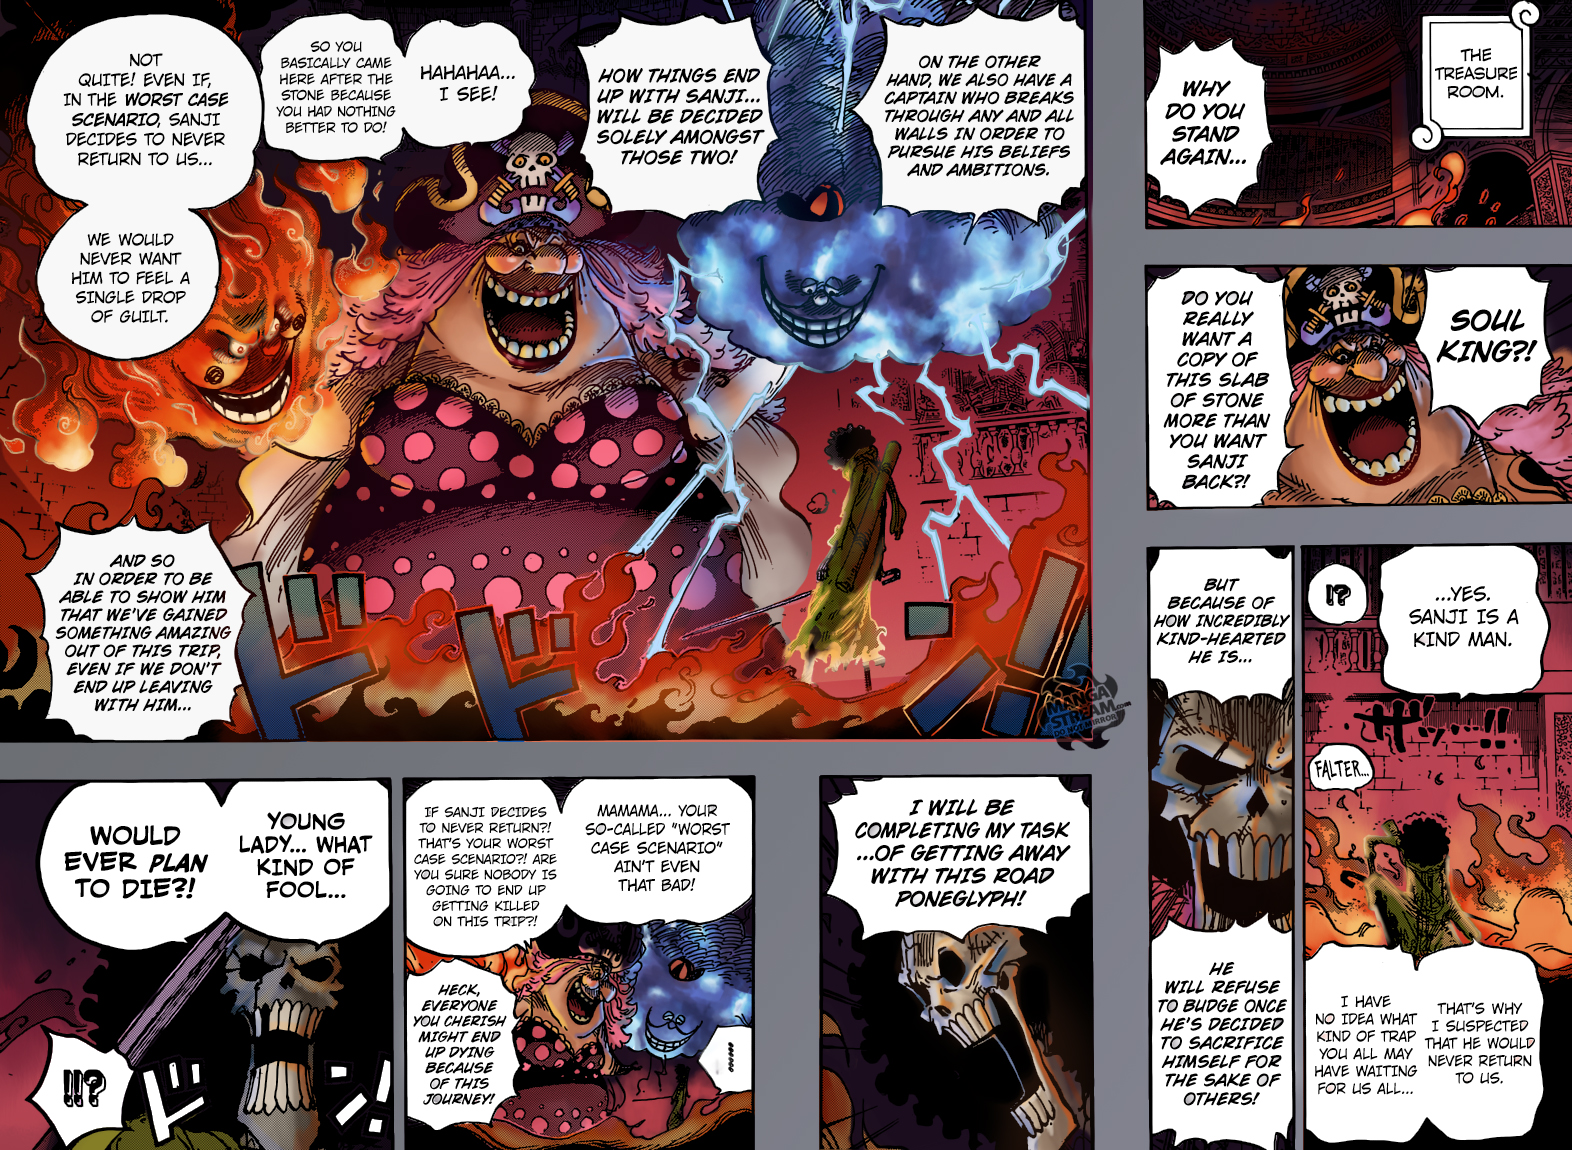 THE
TREASURE
ROOM.
WHY
DO YOU
STAND
AGAIN...
SOUL
KING?!
DO YOU
REALLY
WANT A
COPY OF
THIS SLAB
OF STONE
MORE THAN
YOU WANT
SANJI
BACK?!
...YES.
SANJI IS A
KIND MAN.
!?
ザッ...!!
FALTER...
THAT'S WHY
I SUSPECTED
THAT HE WOULD
NEVER RETURN
TO US.
I HAVE
NO IDEA WHAT
KIND OF TRAP
YOU ALL MAY
HAVE WAITING
FOR US ALL...
BUT
BECAUSE OF
HOW INCREDIBLY
KIND-HEARTED
HE IS...
HE
WILL REFUSE
TO BUDGE ONCE
HE'S DECIDED
TO SACRIFICE
HIMSELF FOR
THE SAKE OF
OTHERS!
ON THE OTHER
HAND, WE ALSO HAVE A
CAPTAIN WHO BREAKS
THROUGH ANY AND ALL
WALLS IN ORDER TO
PURSUE HIS BELIEFS
AND AMBITIONS.
HOW THINGS END
UP WITH SANJI...
WILL BE DECIDED
SOLELY AMONGST
THOSE TWO!
HAHAHAA...
I SEE!
SO YOU
BASICALLY CAME
HERE AFTER THE
STONE BECAUSE
YOU HAD NOTHING
BETTER TO DO!
NOT
QUITE! EVEN IF,
IN THE WORST CASE
SCENARIO, SANJI
DECIDES TO NEVER
RETURN TO US...
WE WOULD
NEVER WANT
HIM TO FEEL A
SINGLE DROP
OF GUILT.
AND SO
IN ORDER TO BE
ABLE TO SHOW HIM
THAT WE'VE GAINED
SOMETHING AMAZING
OUT OF THIS TRIP,
EVEN IF WE DON'T
END UP LEAVING
WITH HIM...
ドドン!!
MANGA
STREAM.com
DO NOT MIRROR
I WILL BE
COMPLETING MY TASK
...OF GETTING AWAY
WITH THIS ROAD
PONEGLYPH!
MAMAMA... YOUR
SO-CALLED "WORST
CASE SCENARIO"
AIN'T EVEN
THAT BAD!
IF SANJI DECIDES
TO NEVER RETURN?!
THAT'S YOUR WORST
CASE SCENARIO?! ARE
YOU SURE NOBODY IS
GOING TO END UP
GETTING KILLED
ON THIS TRIP?!
HECK,
EVERYONE
YOU CHERISH
MIGHT END
UP DYING
BECAUSE
OF THIS
JOURNEY!
......
YOUNG
LADY... WHAT
KIND OF
FOOL...
WOULD
EVER PLAN
TO DIE?!
!!?
ドン!